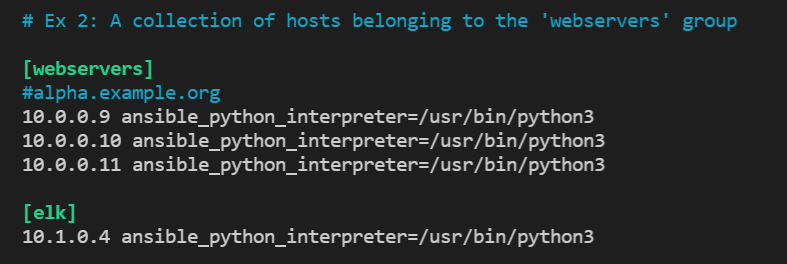 # Ex 2: A collection of hosts belonging to the 'webservers' group
[webservers]
#alpha.example.org
10.0.0.9 ansible_python_interpreter=/usr/bin/python3
10.0.0.10 ansible_python_interpreter=/usr/bin/python3
10.0.0.11 ansible_python_interpreter=/usr/bin/python3
[elk]
10.1.0.4 ansible_python_interpreter=/usr/bin/python3